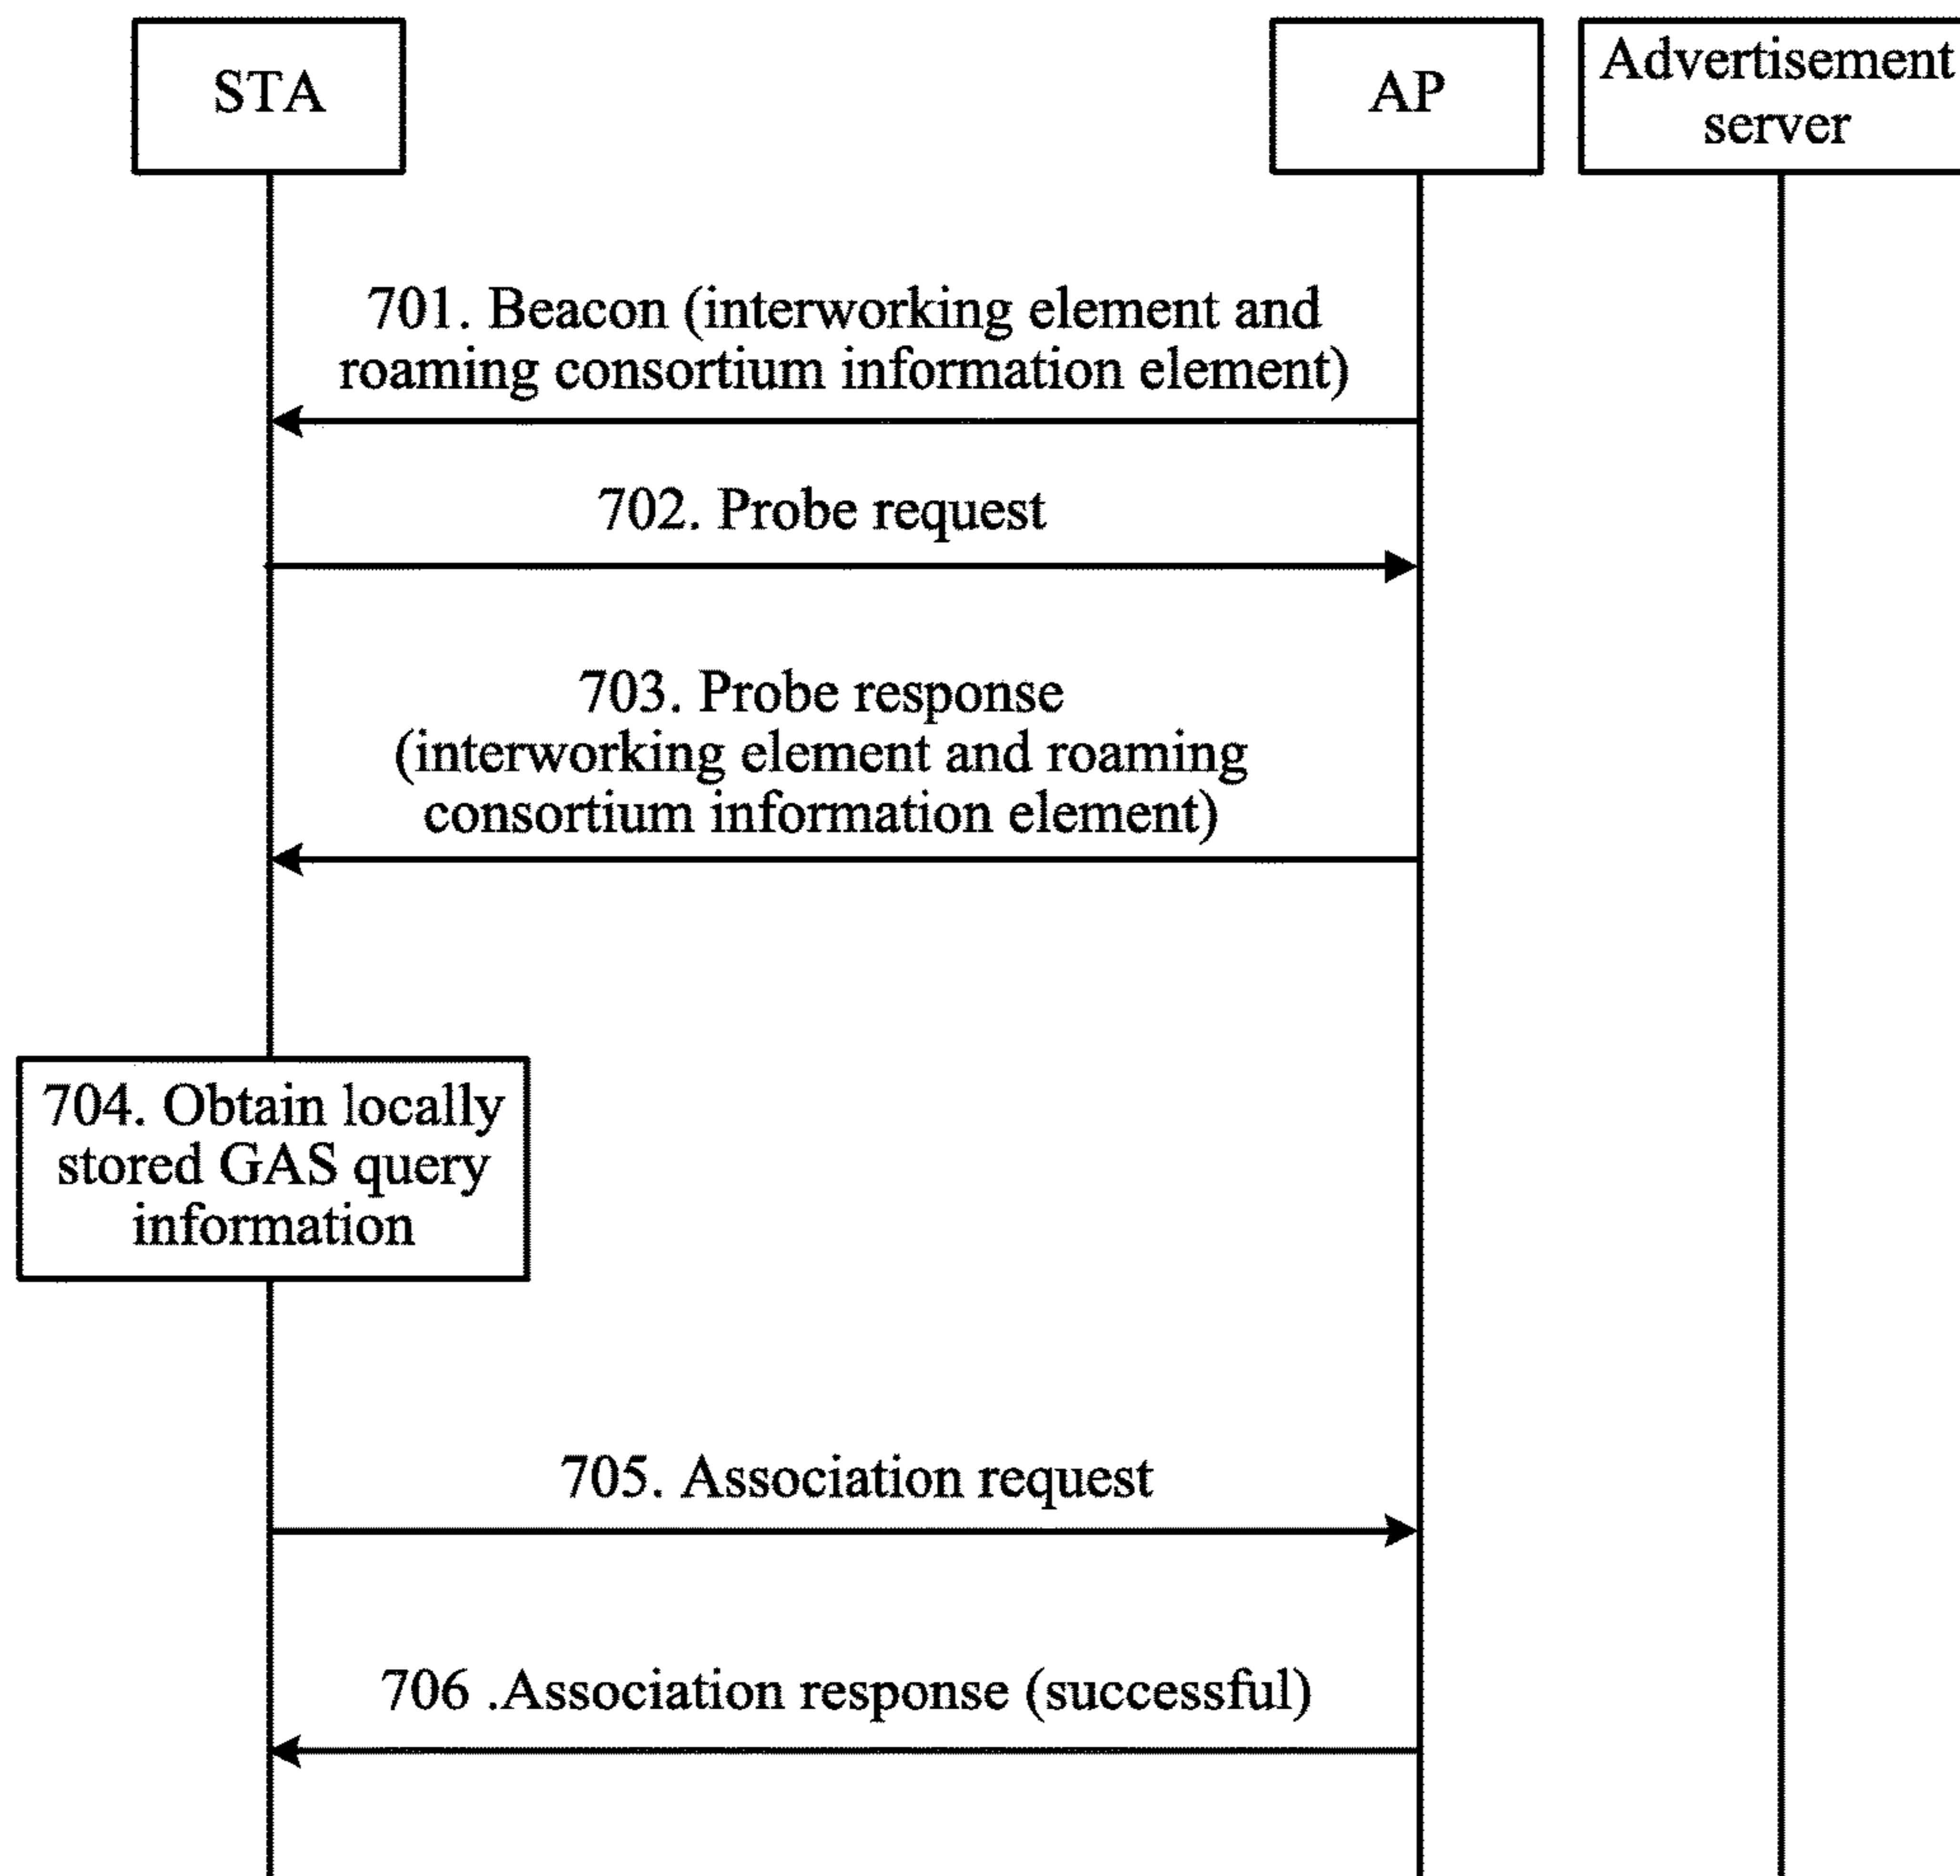 STA
AP
Advertisement
server
701. Beacon (interworking element and
roaming consortium information element)
702. Probe request
703. Probe response
(interworking element and roaming
consortium information element)
704. Obtain locally
stored GAS query
information
705. Association request
706 .Association response (successful)